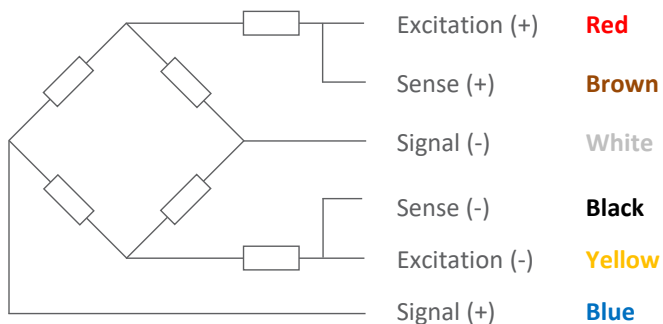 Excitation (+) Red
Sense (+) Brown
Signal (-) White
Sense (-) Black
Excitation (-) Yellow
Signal (+) Blue